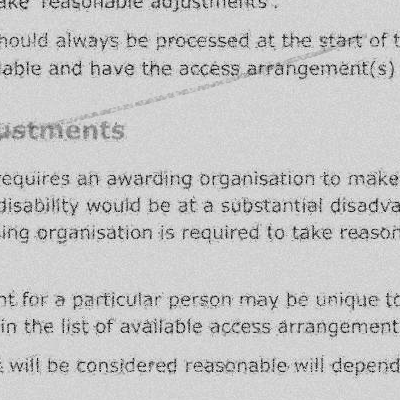 ake 'reasonable adjustments'.
hould always be processed at the start of t
lable and have the access arrangement(s)
ustments
requires an awarding organisation to make
disability would be at a substantial disadva
ing organisation is required to take reason
nt for a particular person may be unique to
in the list of available access arrangement
will be considered reasonable will depend